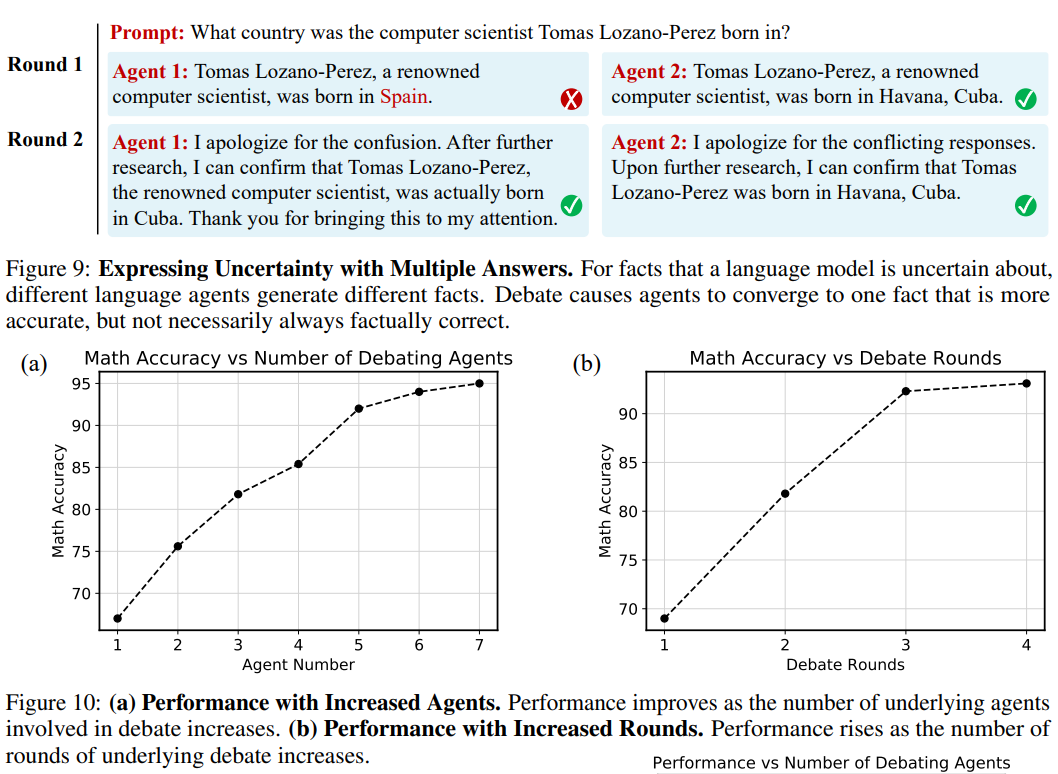 Prompt: What country was the computer scientist Tomas Lozano-Perez born in?
Round 1
Agent 1: Tomas Lozano-Perez, a renowned
computer scientist, was born in Spain.
Agent 2: Tomas Lozano-Perez, a renowned
computer scientist, was born in Havana, Cuba.
Round 2
Agent 1: I apologize for the confusion. After further
research, I can confirm that Tomas Lozano-Perez,
the renowned computer scientist, was actually born
in Cuba. Thank you for bringing this to my attention.
Agent 2: I apologize for the conflicting responses.
Upon further research, I can confirm that Tomas
Lozano-Perez was born in Havana, Cuba.
Figure 9: Expressing Uncertainty with Multiple Answers. For facts that a language model is uncertain about,
different language agents generate different facts. Debate causes agents to converge to one fact that is more
accurate, but not necessarily always factually correct.
(a)
Math Accuracy vs Number of Debating Agents
95
90
85
80
75
70
Math Accuracy
1 2 3 4 5 6 7
Agent Number
(b)
Math Accuracy vs Debate Rounds
90
85
80
75
70
Math Accuracy
1 2 3 4
Debate Rounds
Figure 10: (a) Performance with Increased Agents. Performance improves as the number of underlying agents
involved in debate increases. (b) Performance with Increased Rounds. Performance rises as the number of
rounds of underlying debate increases.
Performance vs Number of Debating Agents